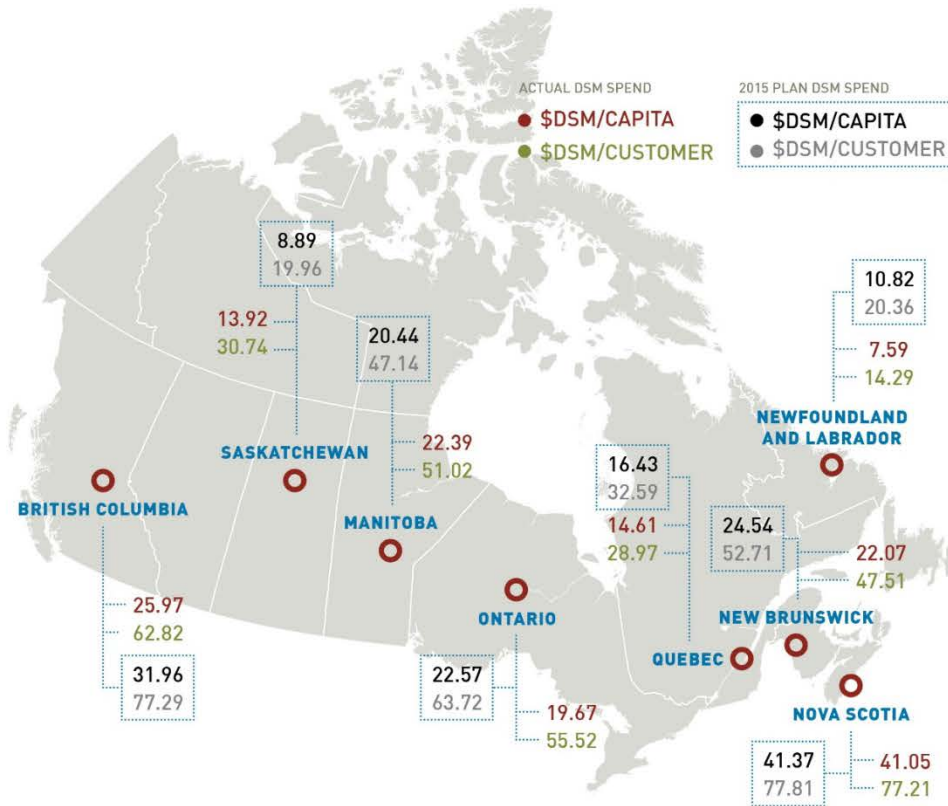 ACTUAL DSM SPEND
$DSM/CAPITA
$DSM/CUSTOMER
2015 PLAN DSM SPEND
$DSM/CAPITA
$DSM/CUSTOMER
8.89
19.96
13.92
30.74
SASKATCHEWAN
20.44
47.14
22.39
51.02
MANITOBA
BRITISH COLUMBIA
25.97
62.82
31.96
77.29
ONTARIO
22.57
63.72
19.67
55.52
16.43
32.59
14.61
28.97
QUEBEC
10.82
20.36
7.59
14.29
NEWFOUNDLAND
AND LABRADOR
24.54
52.71
22.07
47.51
NEW BRUNSWICK
NOVA SCOTIA
41.37
77.81
41.05
77.21